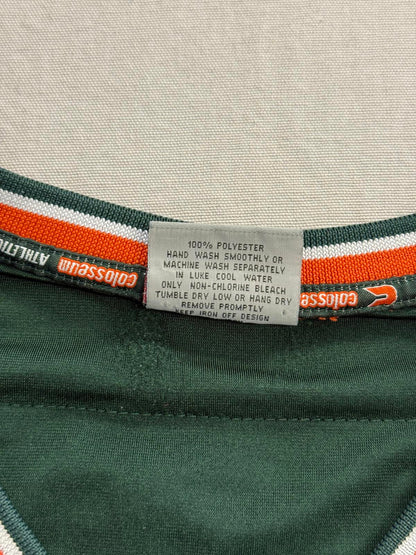 100% POLYESTER
HAND WASH SMOOTHLY OR
MACHINE WASH SEPARATELY
IN LUKE COOL WATER
ONLY NON-CHLORINE BLEACH
TUMBLE DRY LOW OR HANG DRY
REMOVE PROMPTLY
KEEP IRON OFF DESIGN
colosseum
ATHLETIC
colosseum